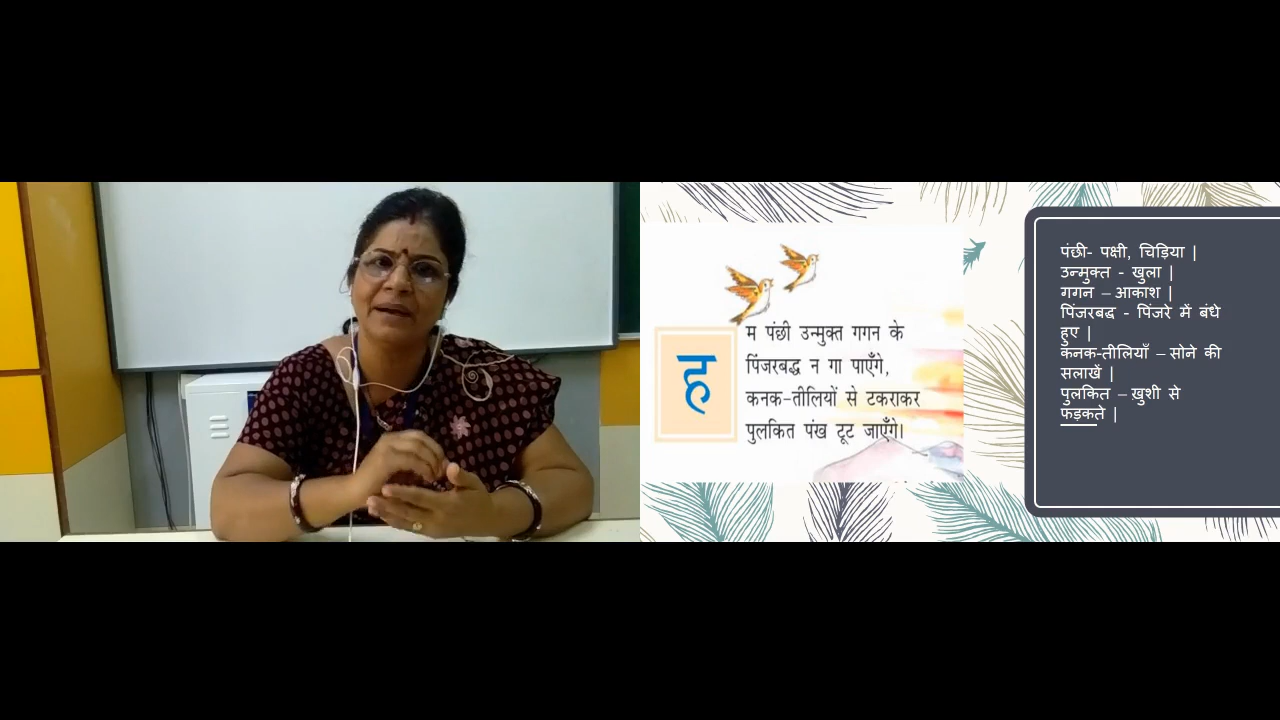 ह
म पंछी उन्मुक्त गगन के
पिंजरबद्ध न गा पाएँगे,
कनक-तीलियों से टकराकर
पुलकित पंख टूट जाएँगे।
पंछी- पक्षी, चिड़िया |
उन्मुक्त - खुला |
गगन – आकाश |
पिंजरबद्ध - पिंजरे में बंधे
हुए |
कनक-तीलियाँ – सोने की
सलाखें |
पुलकित – खुशी से
फड़कते |